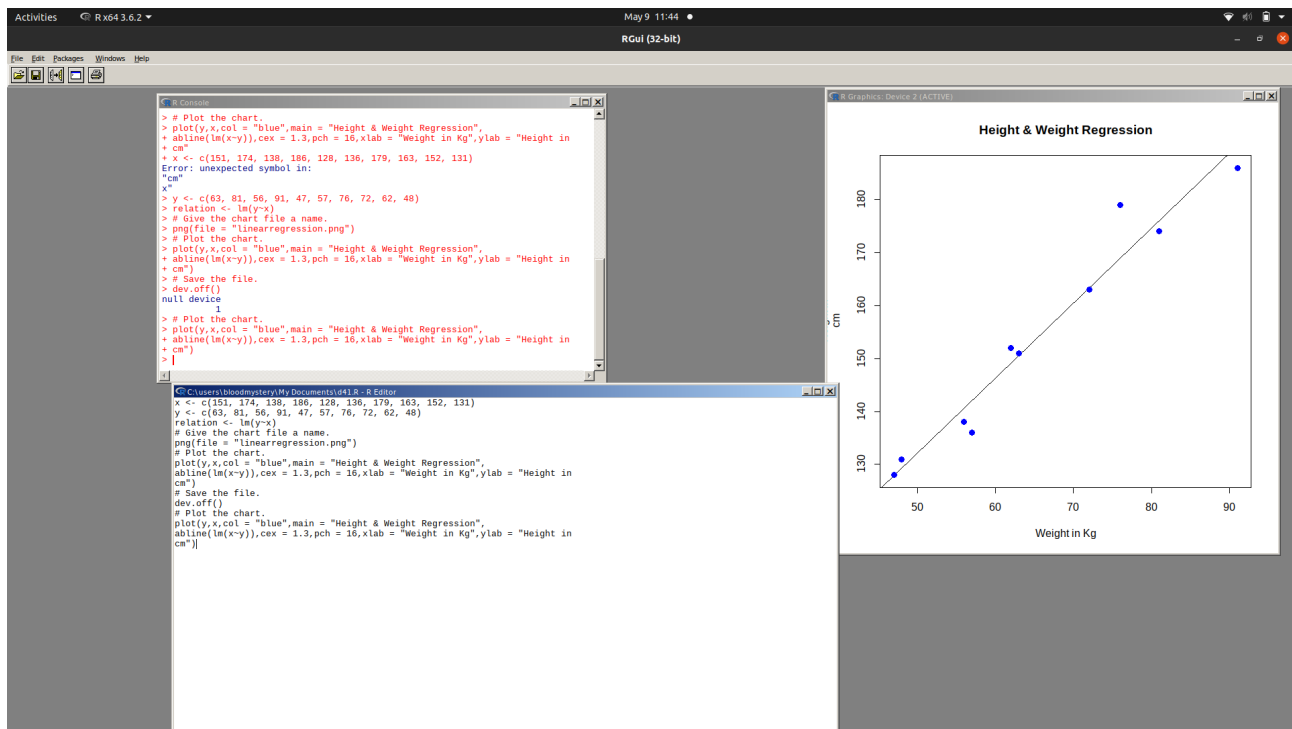 Activities R x64 3.6.2 May 9 11:44
RGui (32-bit)
File Edit Packages Windows Help
R Console
> # Plot the chart.
> plot(y,x,col = "blue",main = "Height & Weight Regression",
+ abline(lm(x~y)),cex = 1.3,pch = 16,xlab = "Weight in Kg",ylab = "Height in
+ cm"
+ x <- c(151, 174, 138, 186, 128, 136, 179, 163, 152, 131)
Error: unexpected symbol in:
"cm"
x"
> y <- c(63, 81, 56, 91, 47, 57, 76, 72, 62, 48)
> relation <- lm(y~x)
> # Give the chart file a name.
> png(file = "linearregression.png")
> # Plot the chart.
> plot(y,x,col = "blue",main = "Height & Weight Regression",
+ abline(lm(x~y)),cex = 1.3,pch = 16,xlab = "Weight in Kg",ylab = "Height in
+ cm")
> # Save the file.
> dev.off()
null device
1
> # Plot the chart.
> plot(y,x,col = "blue",main = "Height & Weight Regression",
+ abline(lm(x~y)),cex = 1.3,pch = 16,xlab = "Weight in Kg",ylab = "Height in
+ cm")
>
C:\users\bloodmystery\My Documents\d41.R - R Editor
x <- c(151, 174, 138, 186, 128, 136, 179, 163, 152, 131)
y <- c(63, 81, 56, 91, 47, 57, 76, 72, 62, 48)
relation <- lm(y~x)
# Give the chart file a name.
png(file = "linearregression.png")
# Plot the chart.
plot(y,x,col = "blue",main = "Height & Weight Regression",
abline(lm(x~y)),cex = 1.3,pch = 16,xlab = "Weight in Kg",ylab = "Height in
cm")
# Save the file.
dev.off()
# Plot the chart.
plot(y,x,col = "blue",main = "Height & Weight Regression",
abline(lm(x~y)),cex = 1.3,pch = 16,xlab = "Weight in Kg",ylab = "Height in
cm")
R Graphics: Device 2 (ACTIVE)
Height & Weight Regression
180
170
160
150
140
130
cm
50 60 70 80 90
Weight in Kg